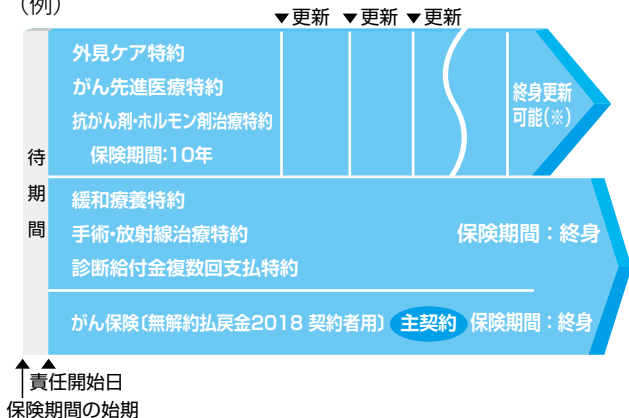 (例)
▼更新 ▼更新 ▼更新
外見ケア特約
がん先進医療特約
抗がん剤・ホルモン剤治療特約
保険期間:10年
終身更新
可能(※)
待期間
緩和療養特約
手術・放射線治療特約
診断給付金複数回支払特約
保険期間:終身
がん保険〔無解約払戻金2018 契約者用〕 主契約 保険期間:終身
責任開始日
保険期間の始期